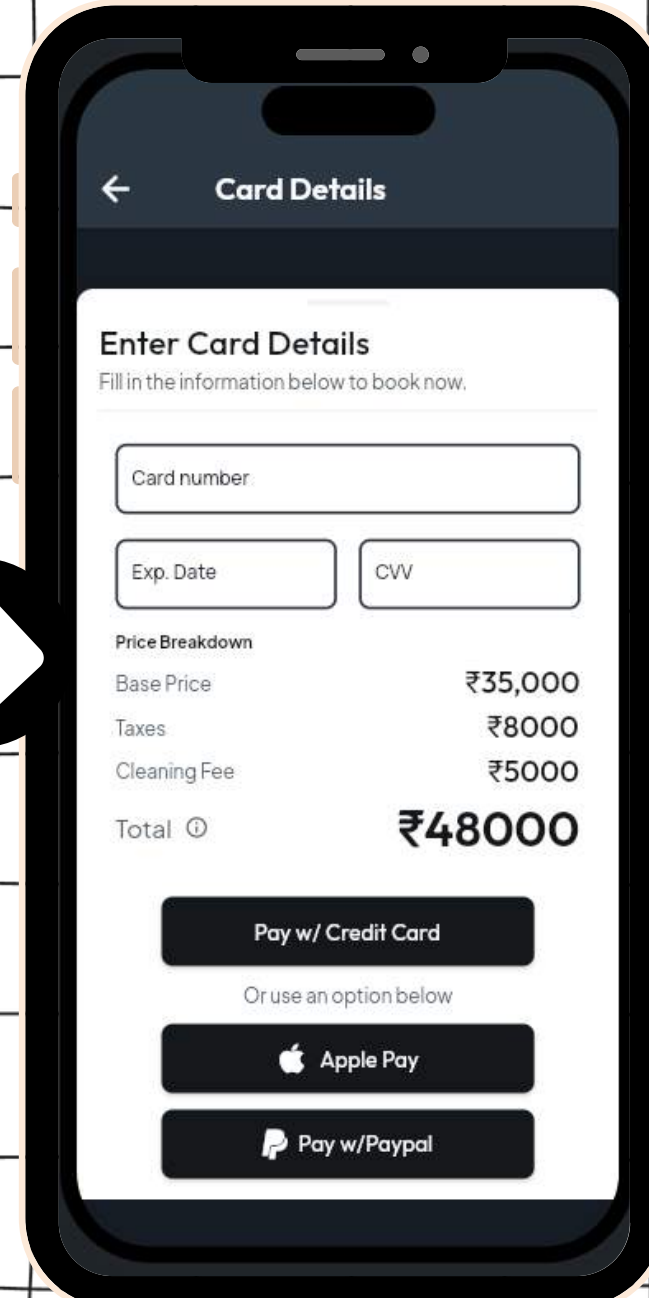 Card Details
Enter Card Details
Fill in the information below to book now.
Card number
Exp. Date CVV
Price Breakdown
Base Price ₹35,000
Taxes ₹8000
Cleaning Fee ₹5000
Total ₹48000
Pay w/ Credit Card
Or use an option below
Apple Pay
Pay w/Paypal